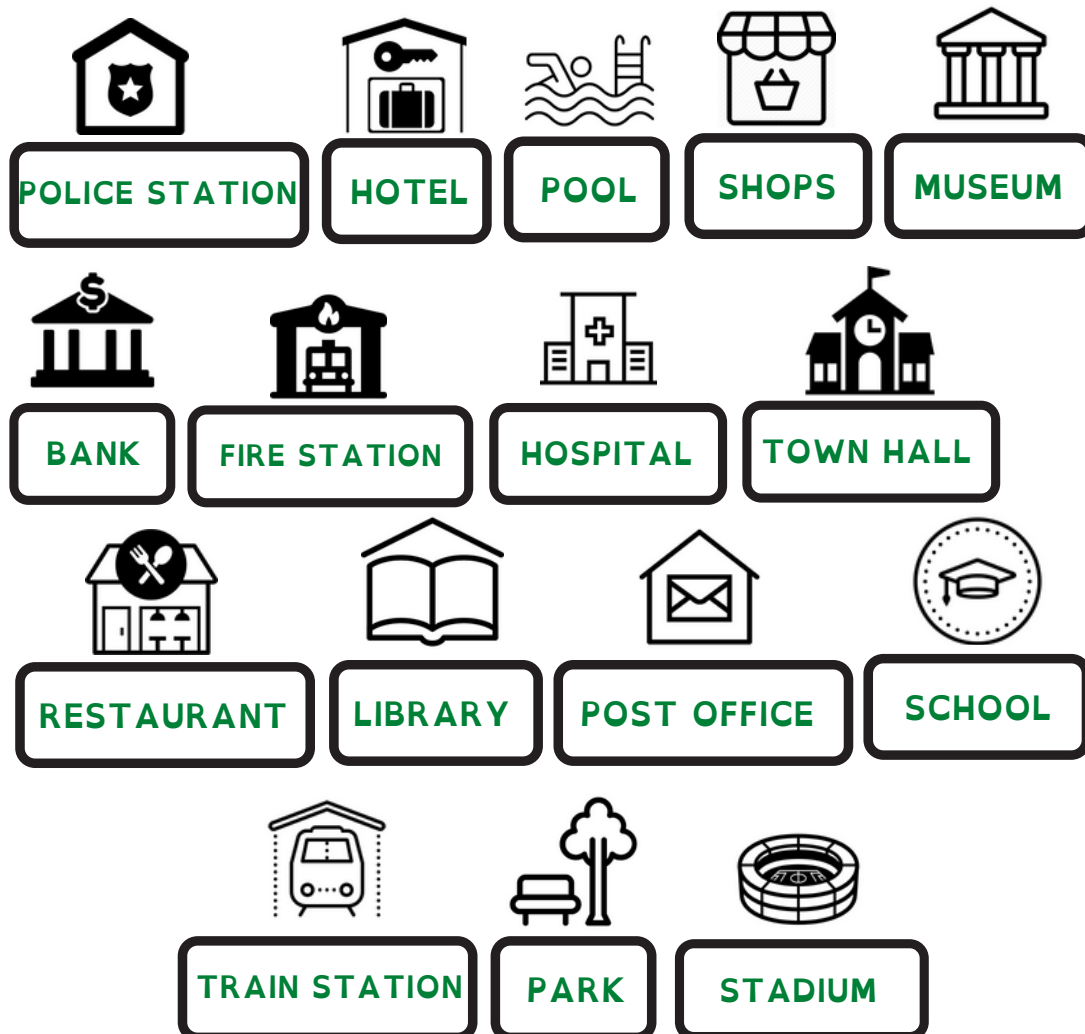 POLICE STATION
HOTEL
POOL
SHOPS
MUSEUM
$
BANK
FIRE STATION
HOSPITAL
TOWN HALL
RESTAURANT
LIBRARY
POST OFFICE
SCHOOL
TRAIN STATION
PARK
STADIUM